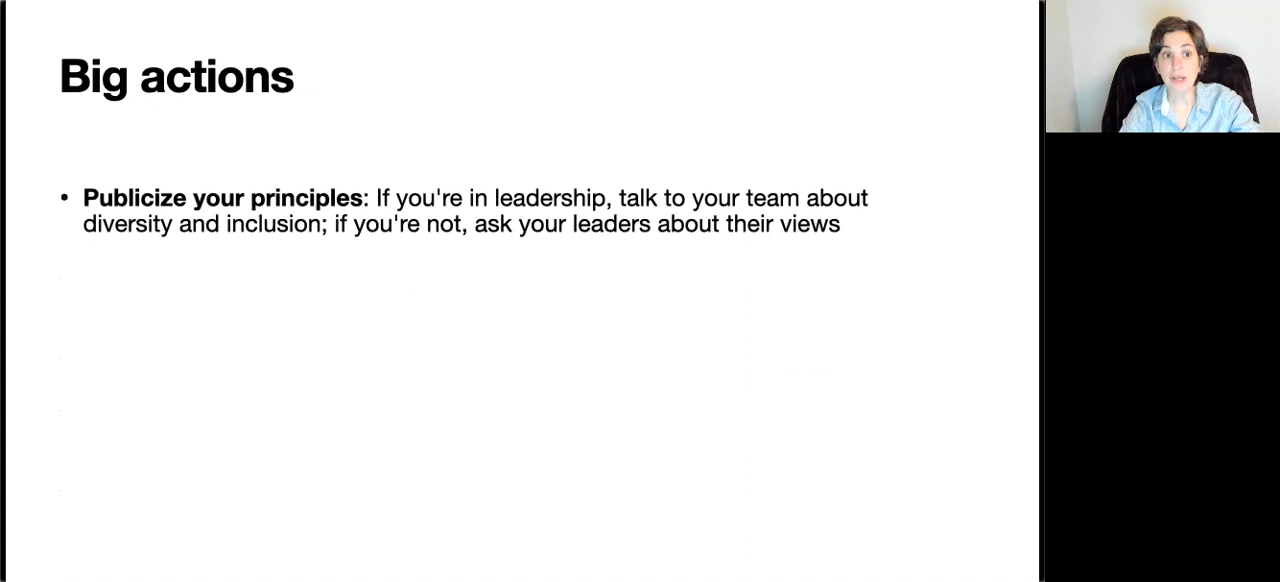 Big actions
• Publicize your principles: If you're in leadership, talk to your team about
diversity and inclusion; if you're not, ask your leaders about their views